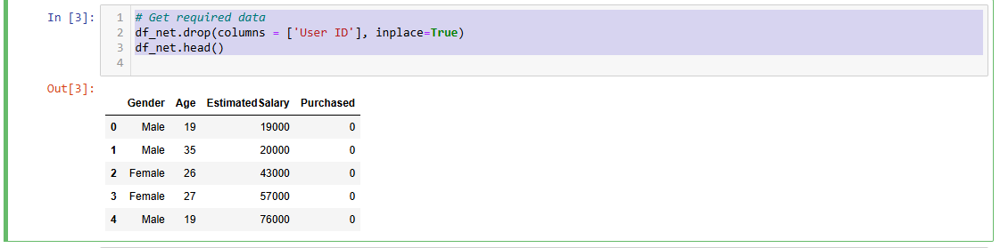 In [3]:
1 # Get required data
2 df_net.drop(columns = ['User ID'], inplace=True)
3 df_net.head()
4
Out[3]:
Gender Age EstimatedSalary Purchased
0 Male 19 19000 0
1 Male 35 20000 0
2 Female 26 43000 0
3 Female 27 57000 0
4 Male 19 76000 0